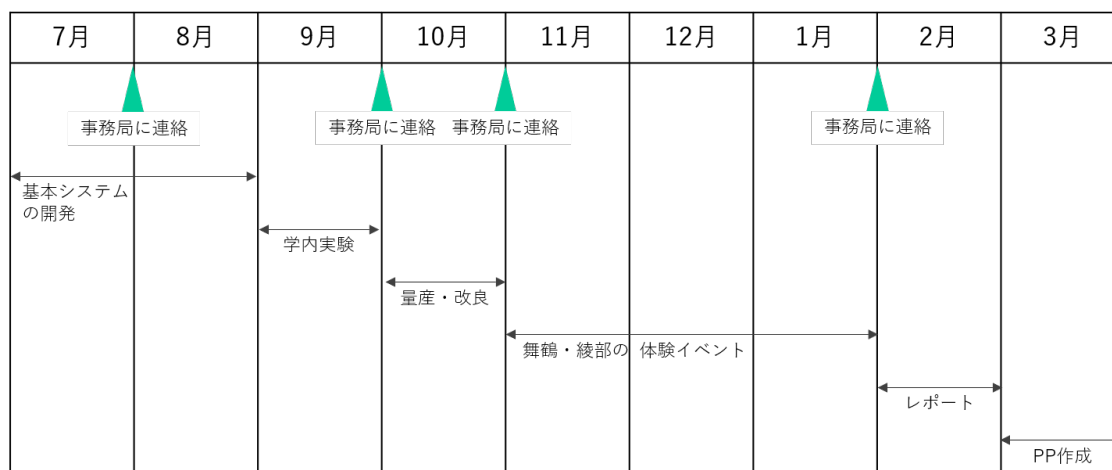 7月 8月 9月 10月 11月 12月 1月 2月 3月
事務局に連絡 事務局に連絡 事務局に連絡 事務局に連絡
基本システム
の開発
学内実験
量産・改良
舞鶴・綾部の 体験イベント
レポート
PP作成